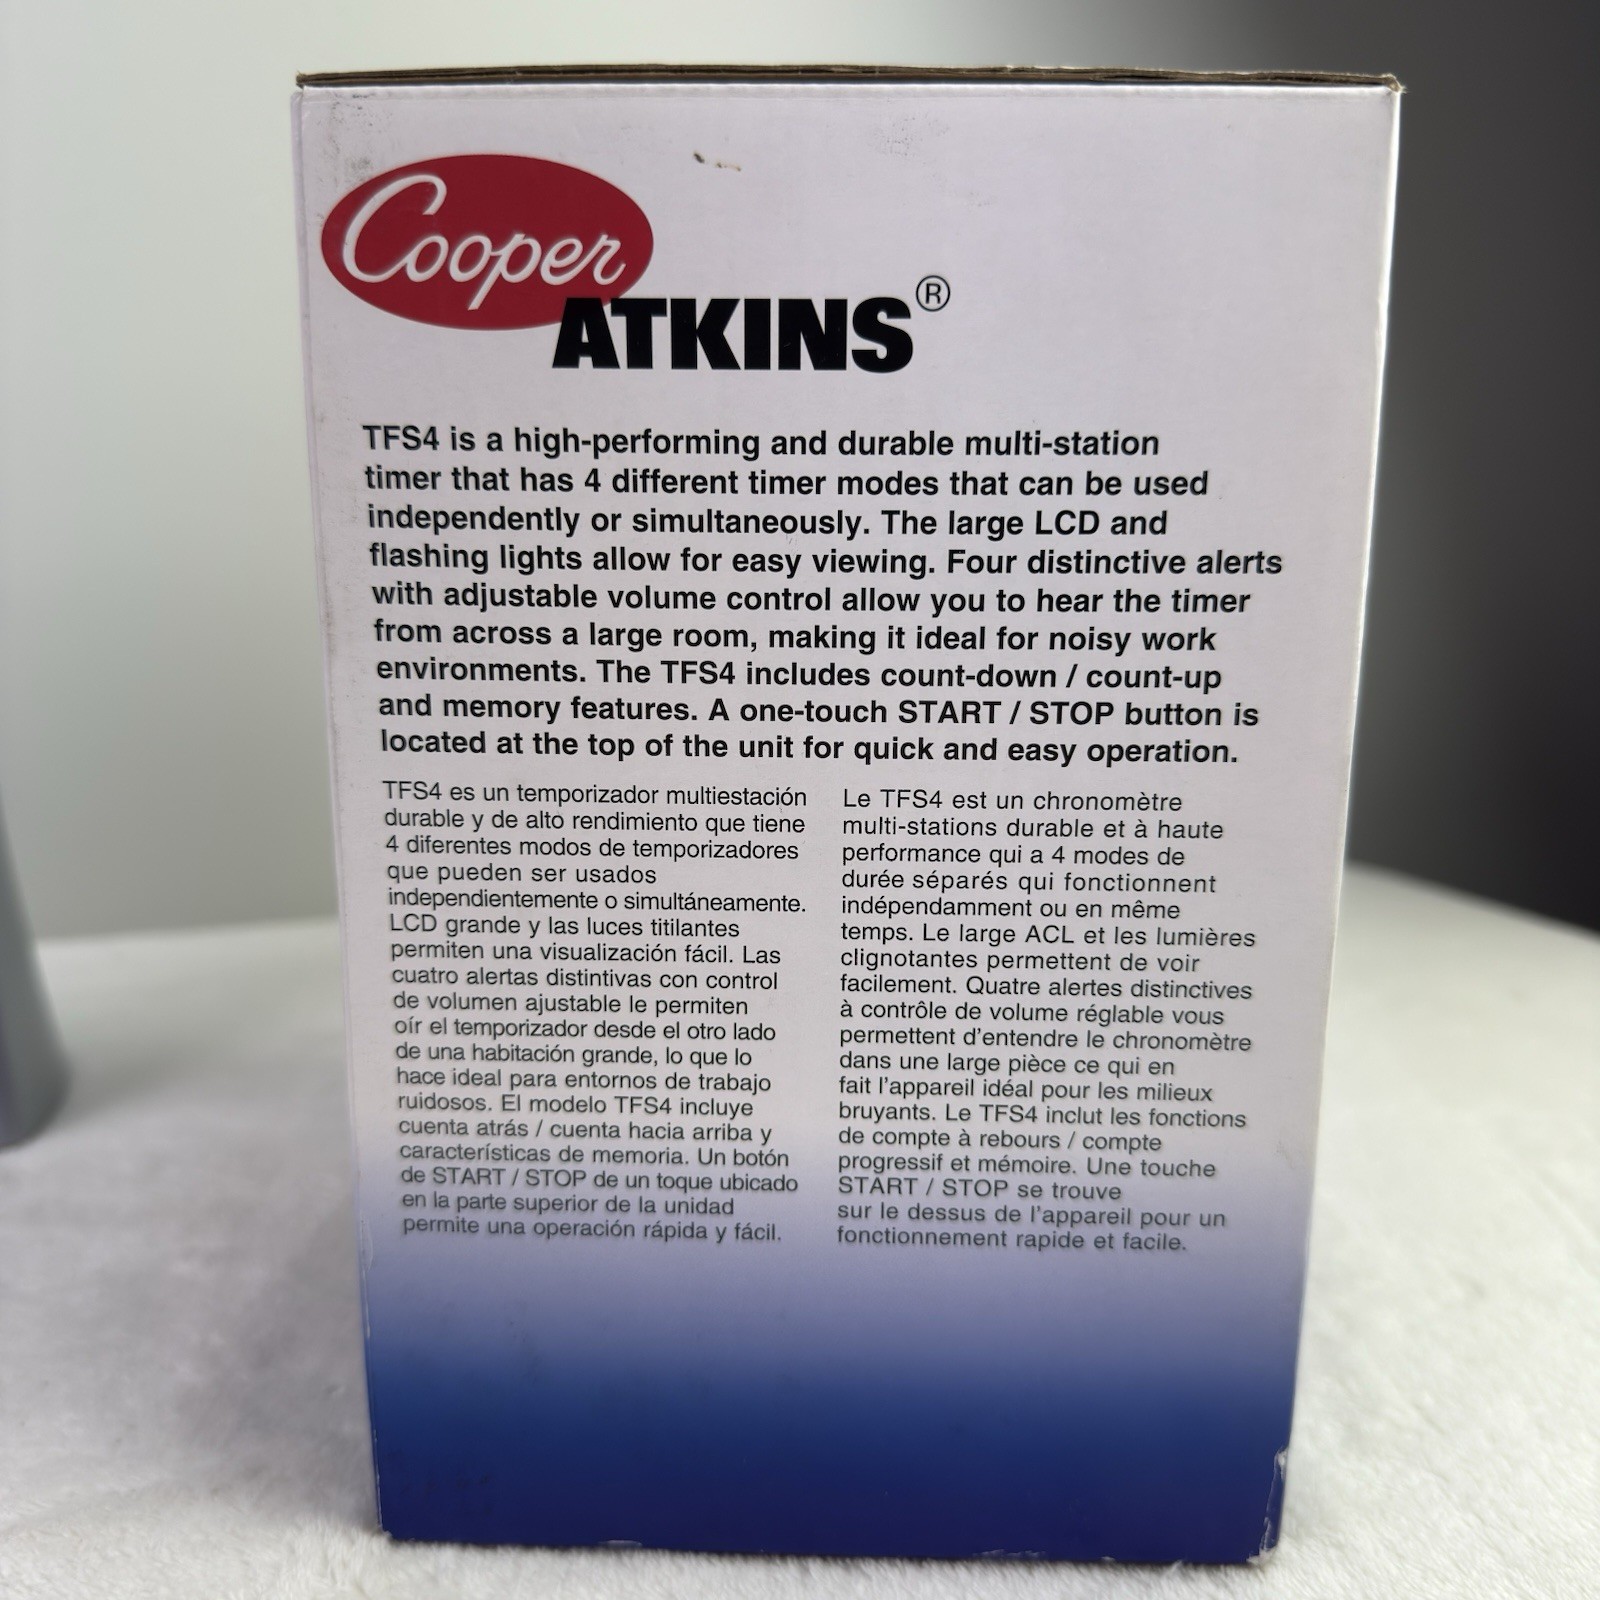 Cooper
ATKINS®
TFS4 is a high-performing and durable multi-station
timer that has 4 different timer modes that can be used
independently or simultaneously. The large LCD and
flashing lights allow for easy viewing. Four distinctive alerts
with adjustable volume control allow you to hear the timer
from across a large room, making it ideal for noisy work
environments. The TFS4 includes count-down / count-up
and memory features. A one-touch START / STOP button is
located at the top of the unit for quick and easy operation.
TFS4 es un temporizador multiestación
durable y de alto rendimiento que tiene
4 diferentes modos de temporizadores
que pueden ser usados
independientemente o simultáneamente.
LCD grande y las luces titilantes
permiten una visualización fácil. Las
cuatro alertas distintivas con control
de volumen ajustable le permiten
oír el temporizador desde el otro lado
de una habitación grande, lo que lo
hace ideal para entornos de trabajo
ruidosos. El modelo TFS4 incluye
cuenta atrás / cuenta hacia arriba y
características de memoria. Un botón
de START / STOP de un toque ubicado
en la parte superior de la unidad
permite una operación rápida y fácil.
Le TFS4 est un chronomètre
multi-stations durable et à haute
performance qui a 4 modes de
durée séparés qui fonctionnent
indépendamment ou en même
temps. Le large ACL et les lumières
clignotantes permettent de voir
facilement. Quatre alertes distinctives
à contrôle de volume réglable vous
permettent d'entendre le chronomètre
dans une large pièce ce qui en
fait l'appareil idéal pour les milieux
bruyants. Le TFS4 inclut les fonctions
de compte à rebours / compte
progressif et mémoire. Une touche
START / STOP se trouve
sur le dessus de l'appareil pour un
fonctionnement rapide et facile.